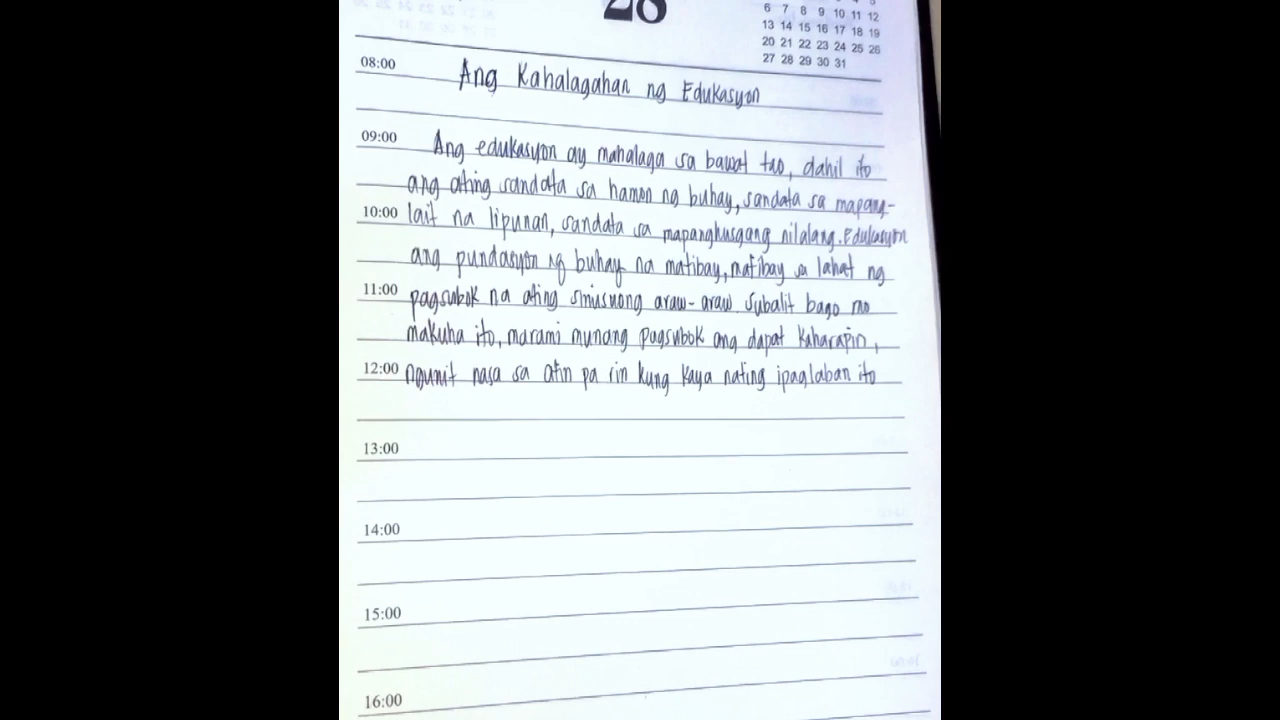 28
4 5
6 7 8 9 10 11 12
13 14 15 16 17 18 19
20 21 22 23 24 25 26
27 28 29 30 31
08:00 Ang Kahalagahan ng Edukasyon
09:00 Ang edukasyon ay mahalaga sa bawat tao, dahil ito
ang ating sandata sa hamon ng buhay, sandata sa mapang-
10:00 lait na lipunan, sandata sa mapanghusgang nilalang. Edukasyon
ang pundasyon ng buhay na matibay, matibay sa lahat ng
11:00 pagsubok na ating sinusuong araw-araw. Subalit bago mo
makuha ito, marami munang pagsubok ang dapat kaharapin,
12:00 ngunit nasa sa atin pa rin kung kaya nating ipaglaban ito
13:00
14:00
15:00
16:00